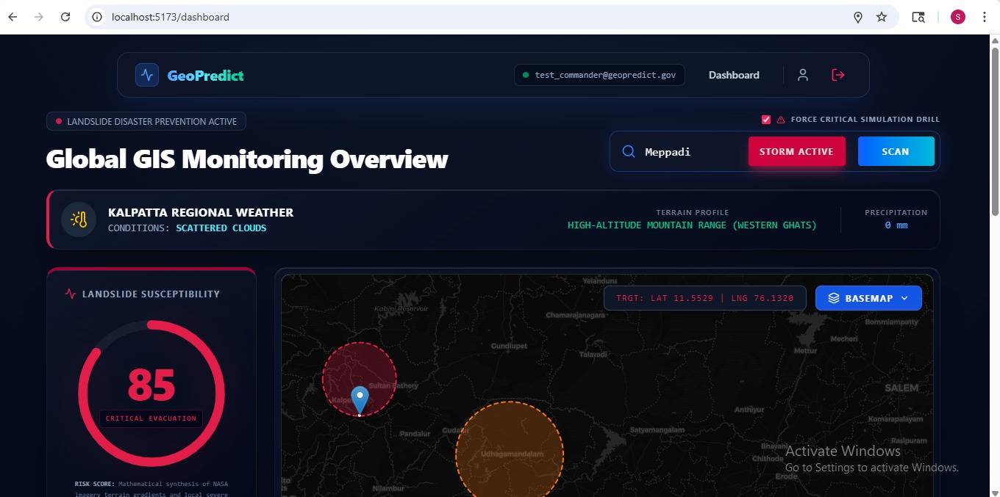 localhost:5173/dashboard
S
GeoPredict
test_commander@geopredict.gov
Dashboard
LANDSLIDE DISASTER PREVENTION ACTIVE
FORCE CRITICAL SIMULATION DRILL
Global GIS Monitoring Overview
Meppadi
STORM ACTIVE
SCAN
KALPATTA REGIONAL WEATHER
CONDITIONS: SCATTERED CLOUDS
TERRAIN PROFILE
HIGH-ALTITUDE MOUNTAIN RANGE (WESTERN GHATS)
PRECIPITATION
0 mm
LANDSLIDE SUSCEPTIBILITY
85
CRITICAL EVACUATION
RISK SCORE: Mathematical synthesis of NASA
imagery terrain gradients and local severe
TRGT: LAT 11.5529 | LNG 76.1320
BASEMAP
Yelanduru
Kabini Reservoir
Chamarajanagara
Bommiampatty
Gundlupet
Mecheri
Talavadi
Mettur
Sultan Bathery
SALEM
Anthiyur
Komarapalayam
Pandalur
Satyamangalam
Rasipuram
Udhagamandalam
Chithode
Erode
Nilambur
Activate Windows
Go to Settings to activate Windows.